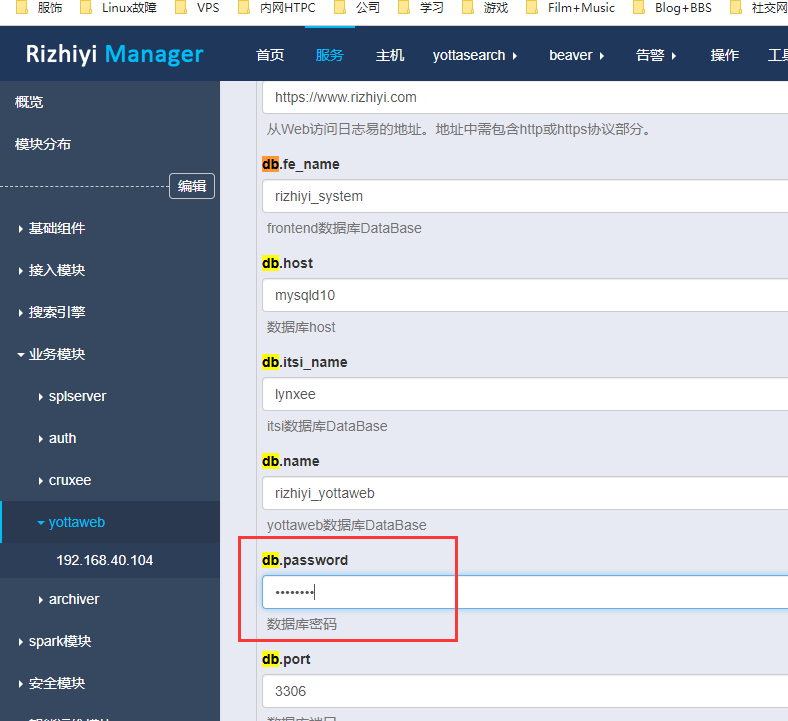 服饰 Linux故障 VPS 内网HTPC 公司 学习 游戏 Film+Music Blog+BBS 社交网
Rizhiyi Manager 首页 服务 主机 yottasearch beaver 告警 操作
概览
模块分布
编辑
基础组件
接入模块
搜索引擎
业务模块
splserver
auth
cruxee
yottaweb
192.168.40.104
archiver
spark模块
安全模块
https://www.rizhiyi.com
从Web访问日志易的地址。地址中需包含http或https协议部分。
db.fe_name
rizhiyi_system
frontend数据库DataBase
db.host
mysqld10
数据库host
db.itsi_name
lynxee
itsi数据库DataBase
db.name
rizhiyi_yottaweb
yottaweb数据库DataBase
db.password
••••••••
数据库密码
db.port
3306